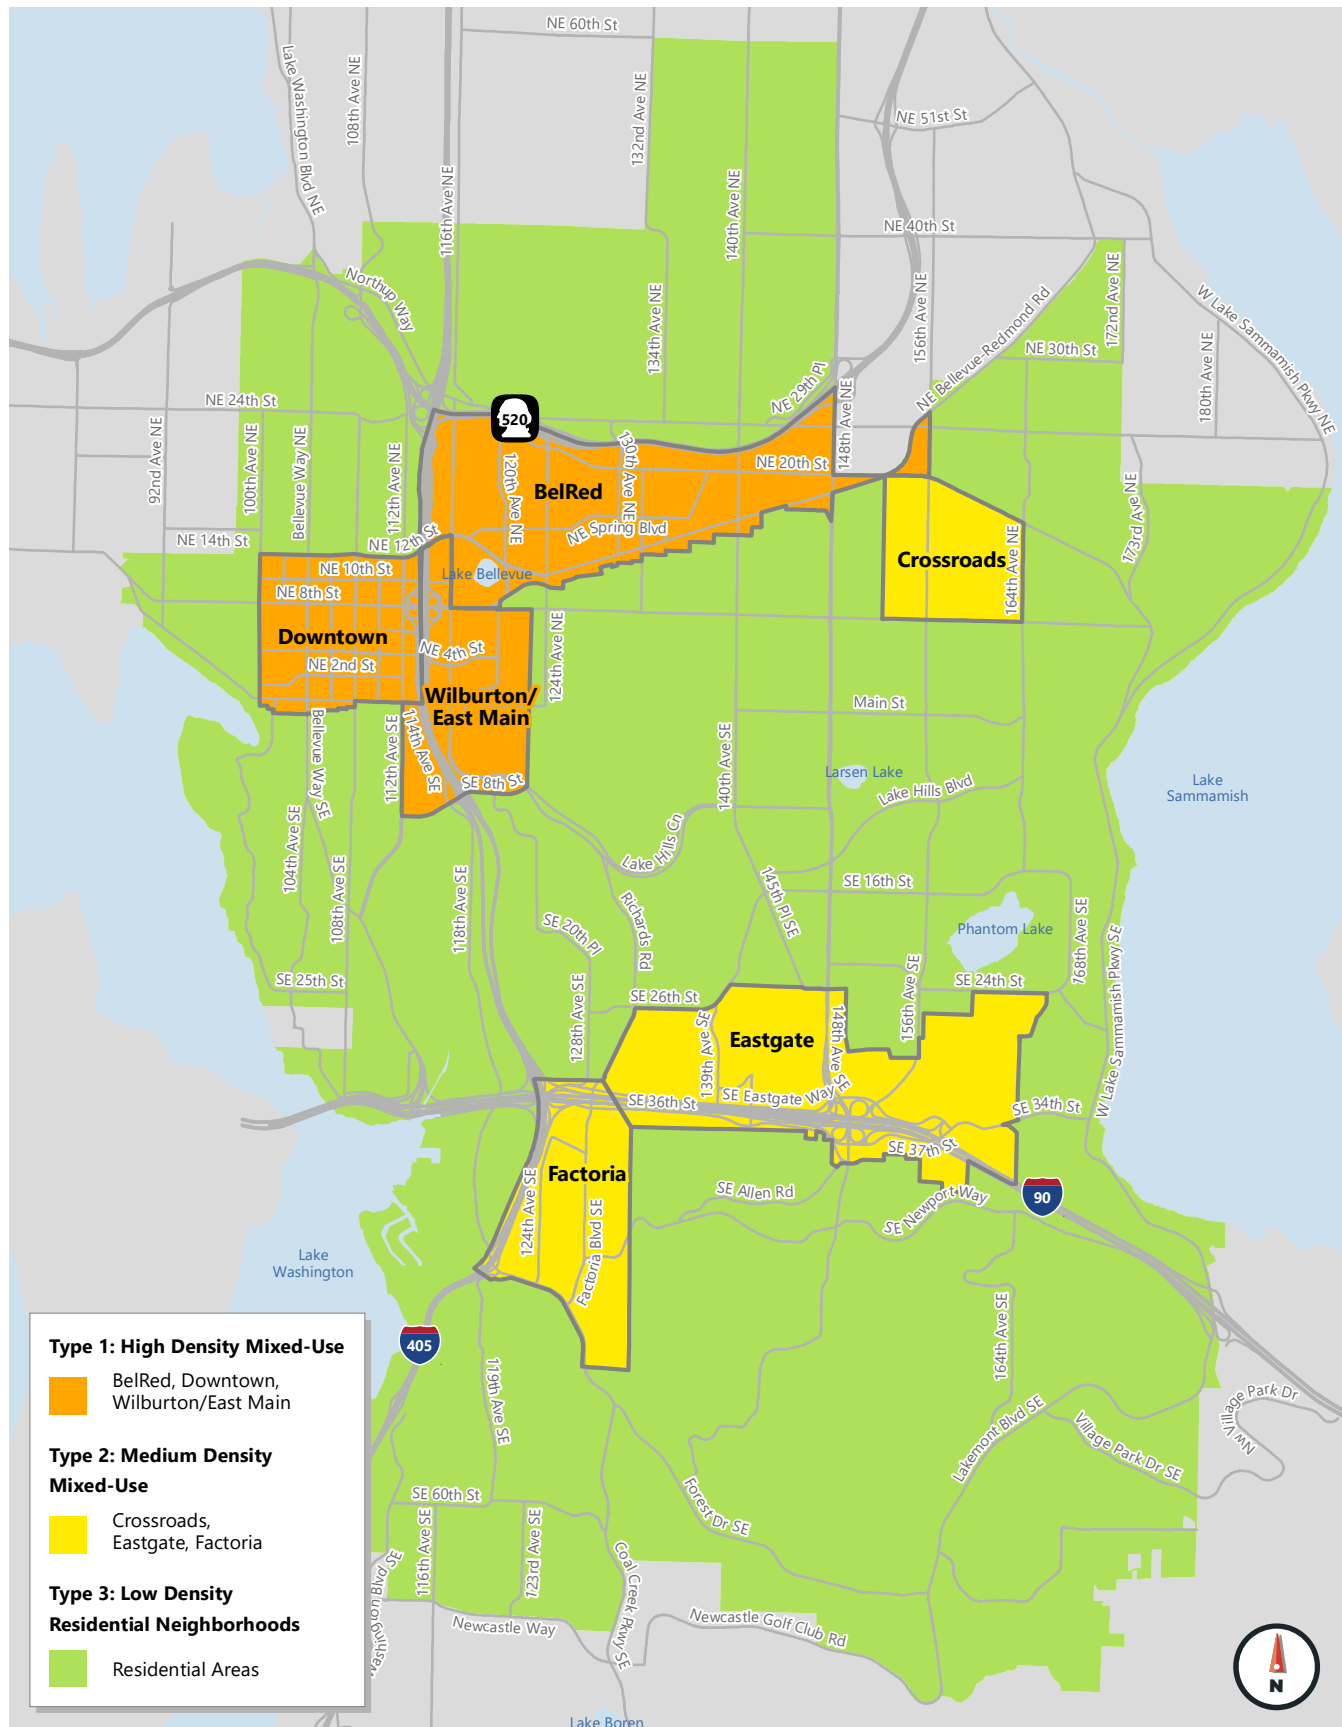 NE 60th St
Lake Washington Blvd NE
108th Ave NE
132nd Ave NE
NE 51st St
116th Ave NE
140th Ave NE
NE 40th St
Northup Way
134th Ave NE
156th Ave NE
172nd Ave NE
W Lake Sammamish Pkwy NE
NE Bellevue-Redmond Rd
NE 30th St
180th Ave NE
NE 29th Pl
NE 24th St
520
148th Ave NE
92nd Ave NE
100th Ave NE
Bellevue Way NE
112th Ave NE
120th Ave NE
130th Ave NE
NE 20th St
BelRed
173rd Ave NE
NE Spring Blvd
NE 14th St
NE 12th St
164th Ave NE
Crossroads
NE 10th St
Lake Bellevue
NE 8th St
Downtown
NE 4th St
124th Ave NE
NE 2nd St
Wilburton/
East Main
Main St
Bellevue Way SE
112th Ave SE
114th Ave SE
SE 8th St
140th Ave SE
Larsen Lake
Lake Hills Blvd
Lake
Sammamish
104th Ave SE
108th Ave SE
118th Ave SE
Lake Hills Cn
145th Pl SE
SE 16th St
Richards Rd
SE 20th Pl
Phantom Lake
168th Ave SE
W Lake Sammamish Pkwy SE
SE 25th St
SE 26th St
156th Ave SE
SE 24th St
128th Ave SE
139th Ave SE
Eastgate
148th Ave SE
SE 36th St
SE Eastgate Way
SE 34th St
SE 37th St
Factoria
124th Ave SE
SE Allen Rd
SE Newport Way
90
Factoria Blvd SE
Lake
Washington
405
164th Ave SE
119th Ave SE
Lakemont Blvd SE
Village Park Dr SE
NW Village Park Dr
SE 60th St
Forest Dr SE
116th Ave SE
123rd Ave SE
Coal Creek Pkwy SE
Newcastle Way
Newcastle Golf Club Rd
Lake Boren
Type 1: High Density Mixed-Use
BelRed, Downtown,
Wilburton/East Main
Type 2: Medium Density
Mixed-Use
Crossroads,
Eastgate, Factoria
Type 3: Low Density
Residential Neighborhoods
Residential Areas
N